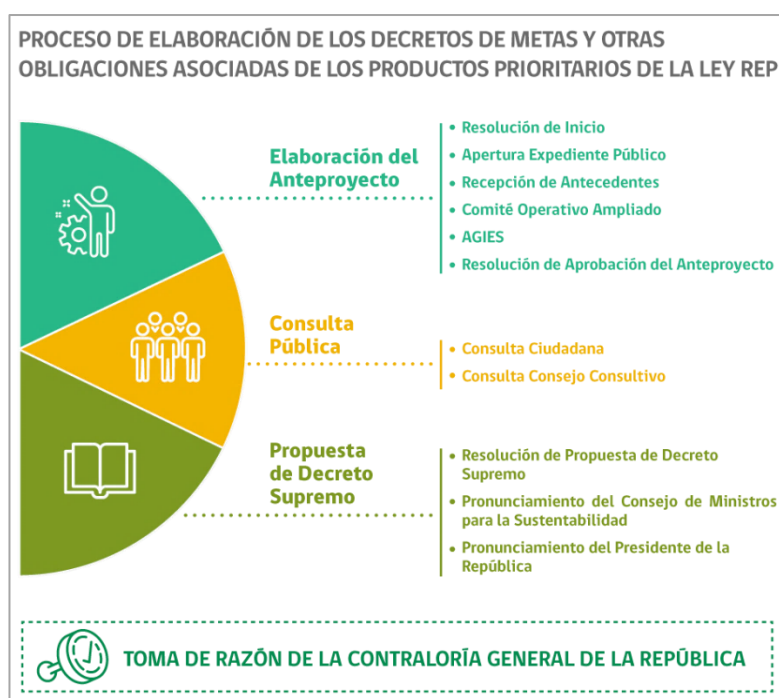 PROCESO DE ELABORACIÓN DE LOS DECRETOS DE METAS Y OTRAS
OBLIGACIONES ASOCIADAS DE LOS PRODUCTOS PRIORITARIOS DE LA LEY REP
Elaboración del
Anteproyecto
• Resolución de Inicio
• Apertura Expediente Público
• Recepción de Antecedentes
• Comité Operativo Ampliado
• AGIES
• Resolución de Aprobación del Anteproyecto
Consulta
Pública
• Consulta Ciudadana
• Consulta Consejo Consultivo
Propuesta
de Decreto
Supremo
• Resolución de Propuesta de Decreto
Supremo
• Pronunciamiento del Consejo de Ministros
para la Sustentabilidad
• Pronunciamiento del Presidente de la
República
TOMA DE RAZÓN DE LA CONTRALORÍA GENERAL DE LA REPÚBLICA